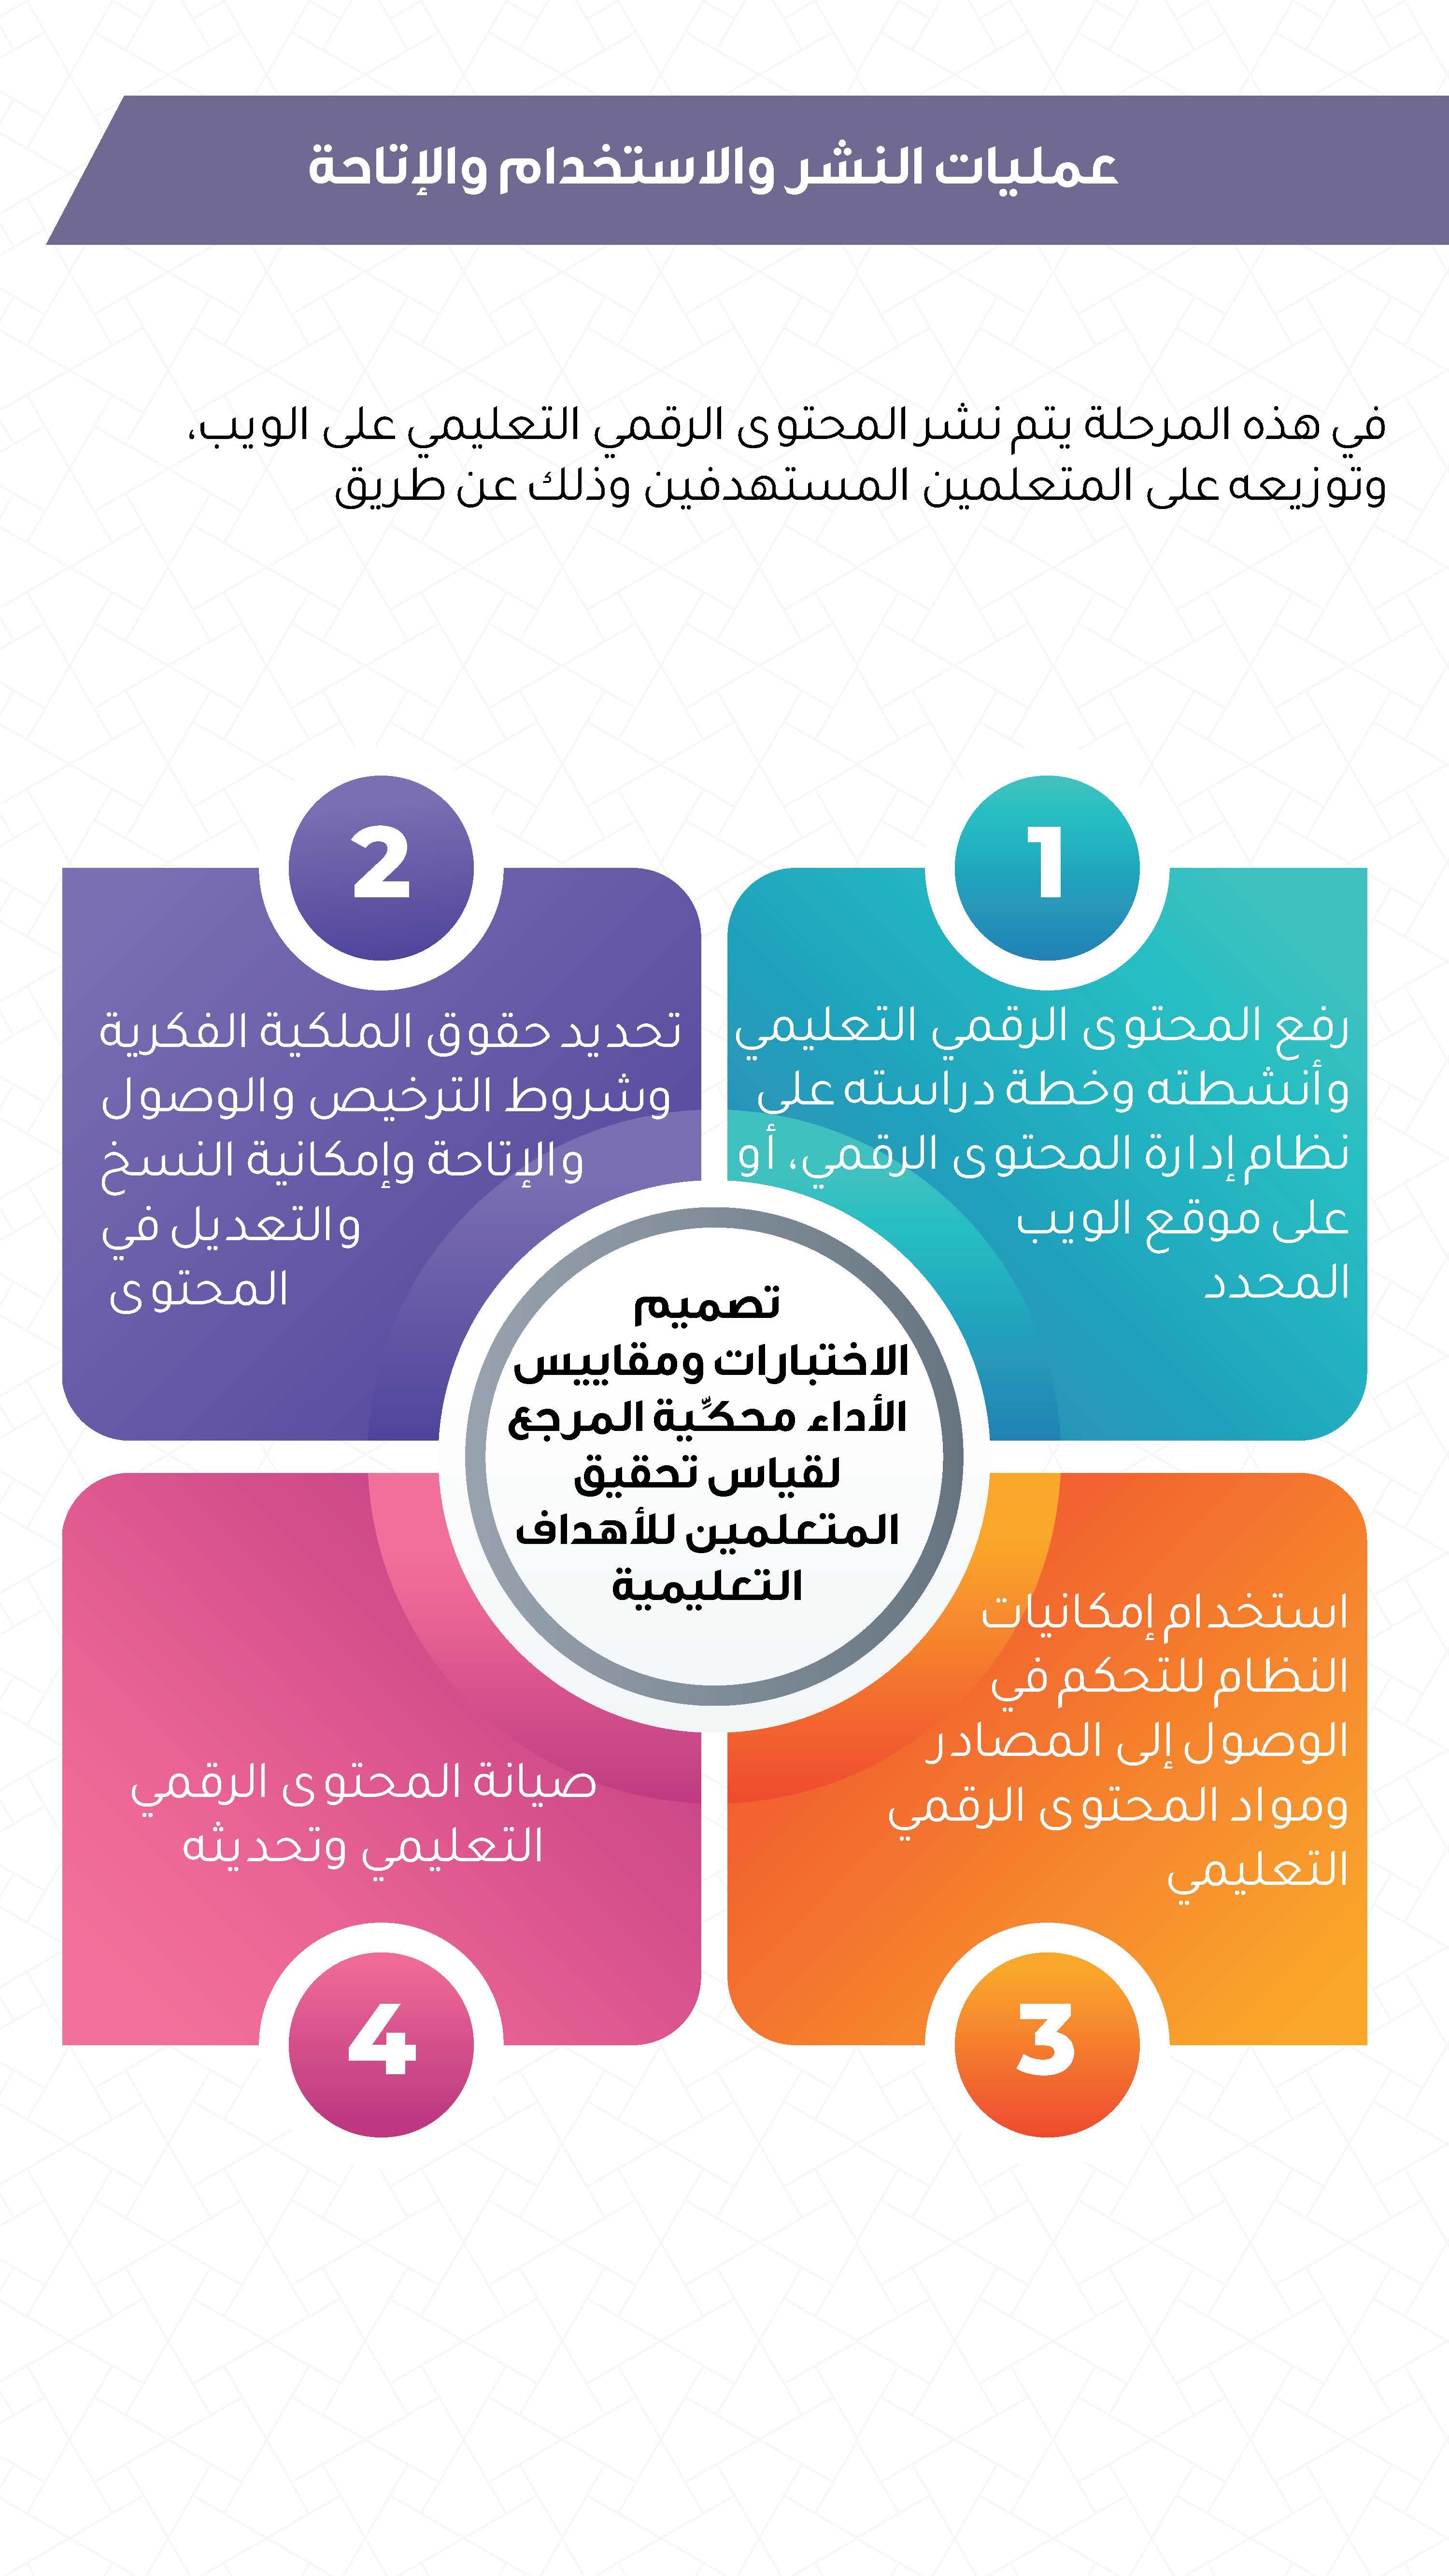 عمليات النشر والاستخدام والإتاحة
في هذه المرحلة يتم نشر المحتوى الرقمي التعليمي على الويب،
وتوزيعه على المتعلمين المستهدفين وذلك عن طريق
1
رفع المحتوى الرقمي التعليمي
وأنشطته وخطة دراسته على
نظام إدارة المحتوى الرقمي، أو
على موقع الويب
المحدد
2
تحديد حقوق الملكية الفكرية
وشروط الترخيص والوصول
والإتاحة وإمكانية النسخ
والتعديل في
المحتوى
تصميم
الاختبارات ومقاييس
الأداء محكِّية المرجع
لقياس تحقيق
المتعلمين للأهداف
التعليمية
استخدام إمكانيات
النظام للتحكم في
الوصول إلى المصادر
ومواد المحتوى الرقمي
التعليمي
3
صيانة المحتوى الرقمي
التعليمي وتحديثه
4